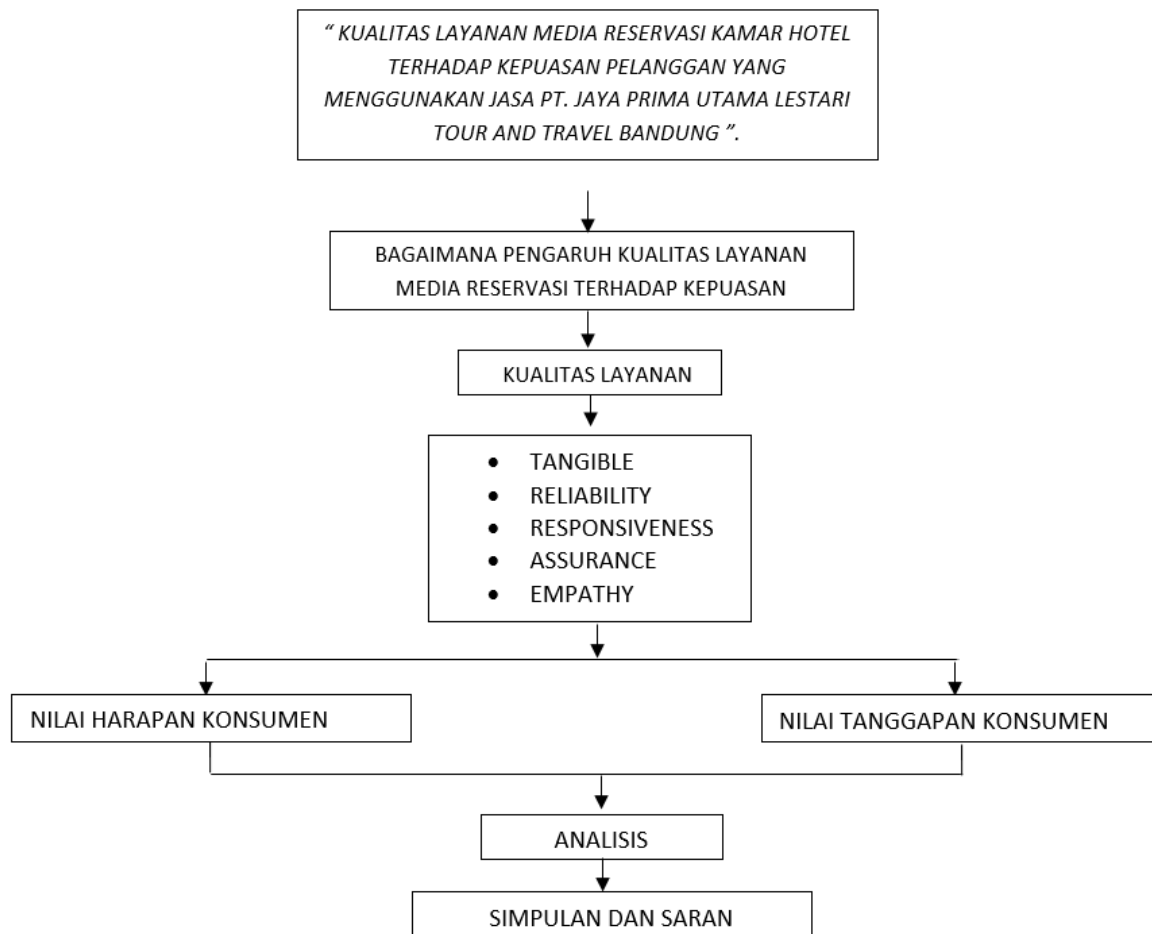 “ KUALITAS LAYANAN MEDIA RESERVASI KAMAR HOTEL
TERHADAP KEPUASAN PELANGGAN YANG
MENGGUNAKAN JASA PT. JAYA PRIMA UTAMA LESTARI
TOUR AND TRAVEL BANDUNG ”.
BAGAIMANA PENGARUH KUALITAS LAYANAN
MEDIA RESERVASI TERHADAP KEPUASAN
KUALITAS LAYANAN
• TANGIBLE
• RELIABILITY
• RESPONSIVENESS
• ASSURANCE
• EMPATHY
NILAI HARAPAN KONSUMEN
NILAI TANGGAPAN KONSUMEN
ANALISIS
SIMPULAN DAN SARAN